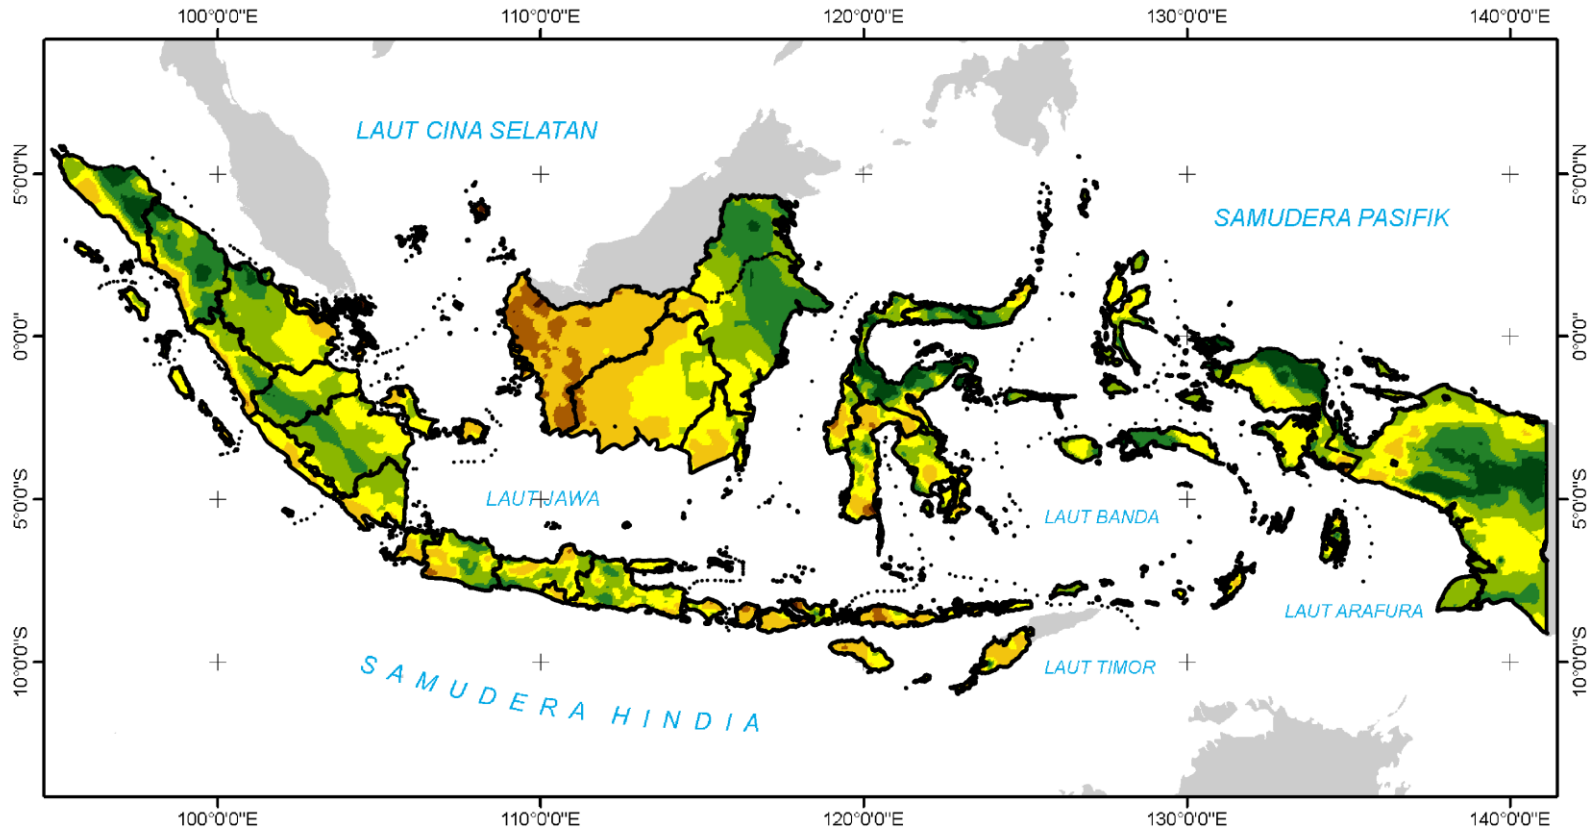 100°0'0"E 110°0'0"E 120°0'0"E 130°0'0"E 140°0'0"E
LAUT CINA SELATAN
5°0'0"N 5°0'0"N
SAMUDERA PASIFIK
0°0'0" 0°0'0"
5°0'0"S 5°0'0"S
LAUT JAWA
LAUT BANDA
LAUT ARAFURA
10°0'0"S 10°0'0"S
LAUT TIMOR
SAMUDERA HINDIA
100°0'0"E 110°0'0"E 120°0'0"E 130°0'0"E 140°0'0"E